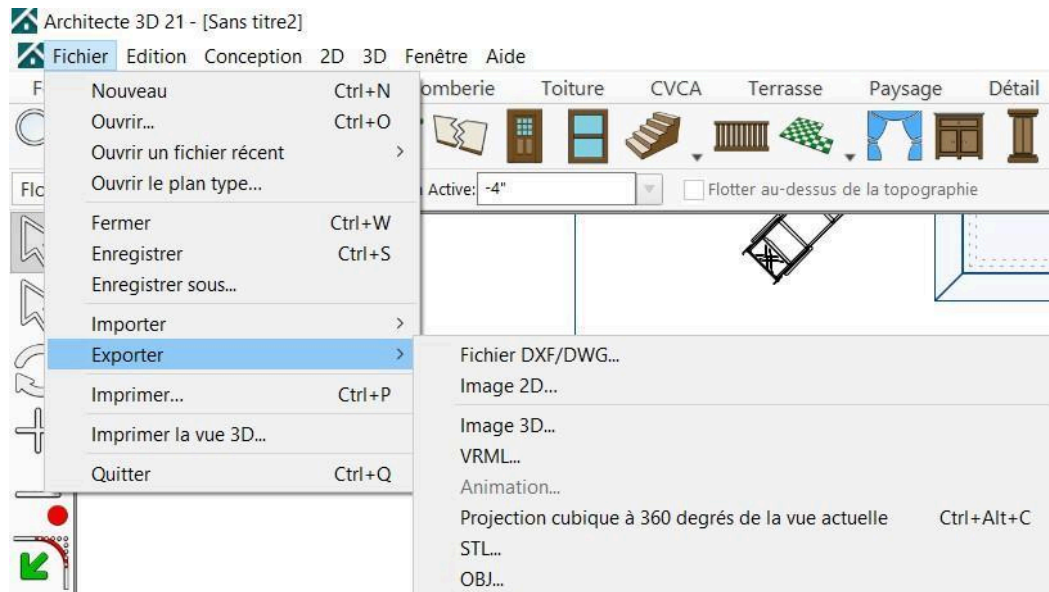 Architecte 3D 21 - [Sans titre2]
Fichier Edition Conception 2D 3D Fenêtre Aide
omberie Toiture CVCA Terrasse Paysage Détail
Nouveau Ctrl+N
Ouvrir... Ctrl+O
Ouvrir un fichier récent >
Ouvrir le plan type...
Flo Active: -4" Flotter au-dessus de la topographie
Fermer Ctrl+W
Enregistrer Ctrl+S
Enregistrer sous...
Importer >
Exporter >
Imprimer... Ctrl+P
Imprimer la vue 3D...
Quitter Ctrl+Q
Fichier DXF/DWG...
Image 2D...
Image 3D...
VRML...
Animation...
Projection cubique à 360 degrés de la vue actuelle Ctrl+Alt+C
STL...
OBJ...